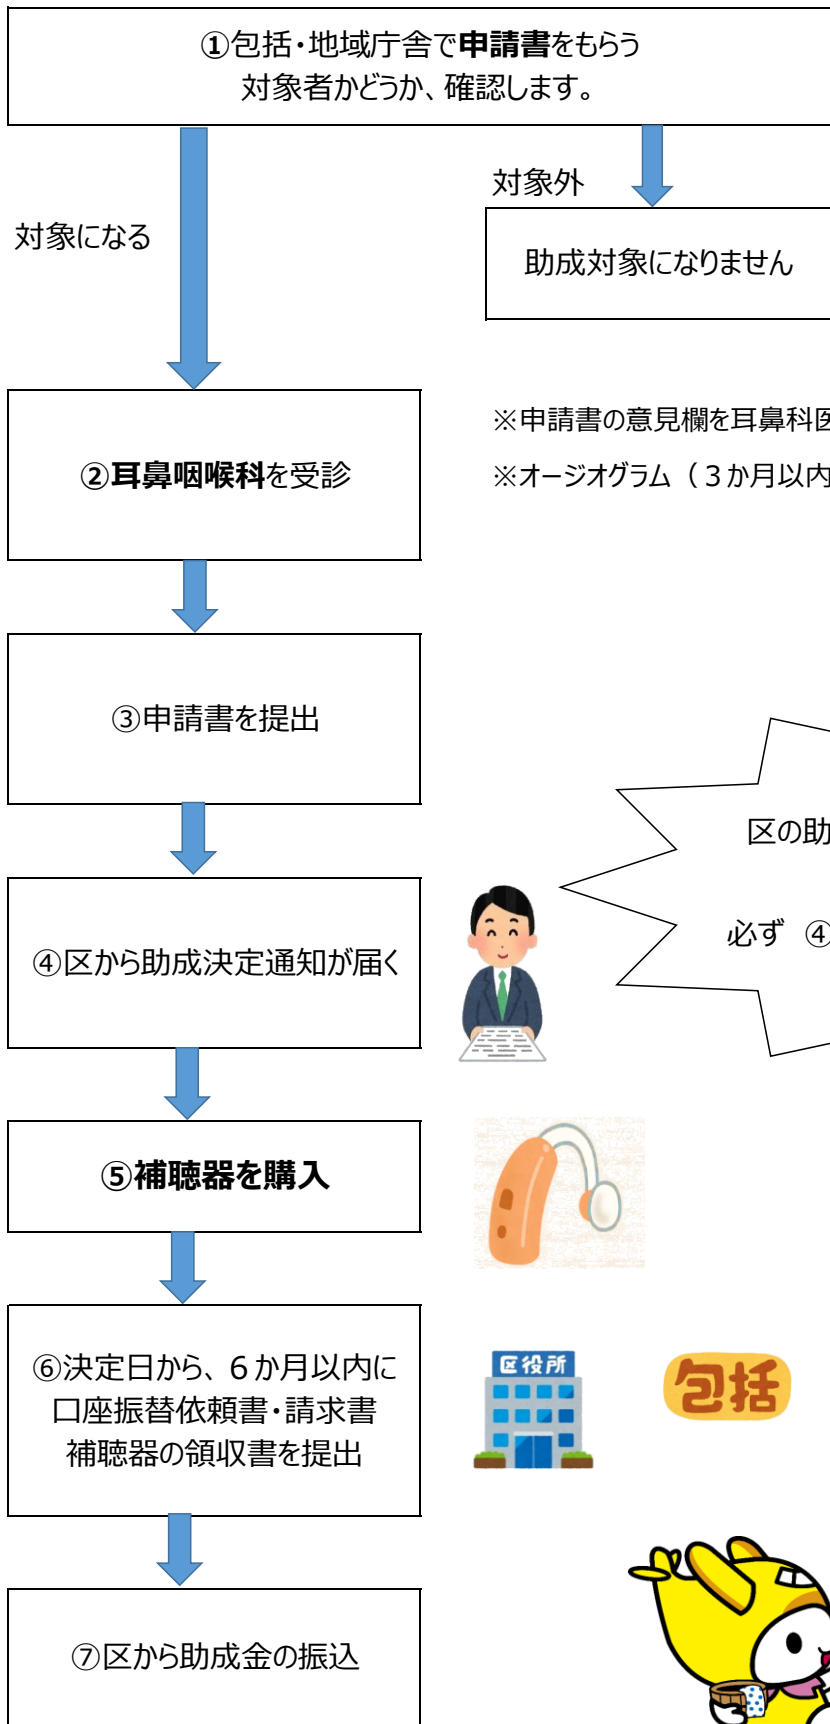 ①包括・地域庁舎で申請書をもらう
対象者かどうか、確認します。
対象外
対象になる
助成対象になりません
②耳鼻咽喉科を受診
※申請書の意見欄を耳鼻科医
※オージオグラム（３か月以内
③申請書を提出
区の助
必ず ④
④区から助成決定通知が届く
⑤補聴器を購入
⑥決定日から、６か月以内に
口座振替依頼書・請求書
補聴器の領収書を提出
区役所
包括
⑦区から助成金の振込